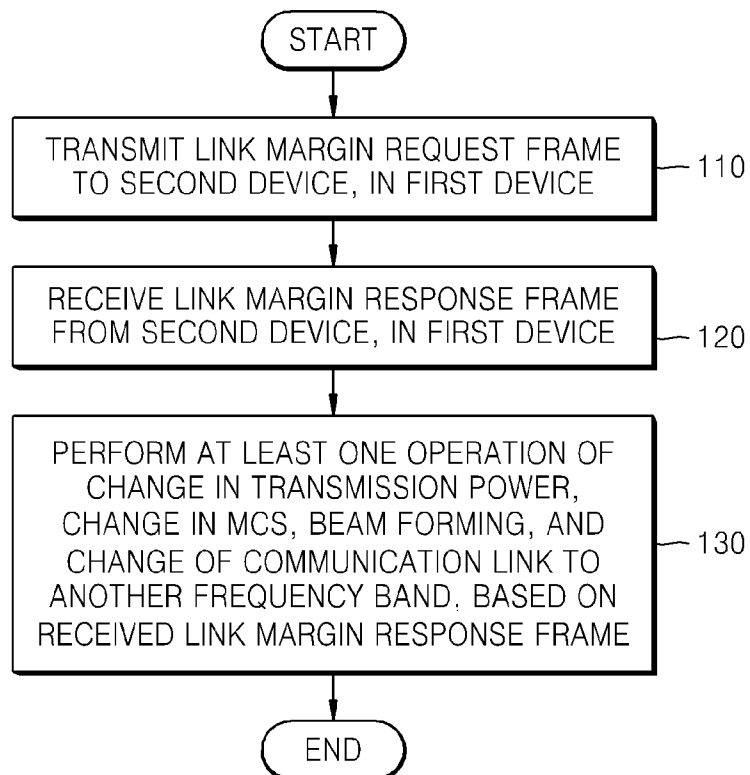 START
TRANSMIT LINK MARGIN REQUEST FRAME
TO SECOND DEVICE, IN FIRST DEVICE
110
RECEIVE LINK MARGIN RESPONSE FRAME
FROM SECOND DEVICE, IN FIRST DEVICE
120
PERFORM AT LEAST ONE OPERATION OF
CHANGE IN TRANSMISSION POWER,
CHANGE IN MCS, BEAM FORMING, AND
CHANGE OF COMMUNICATION LINK TO
ANOTHER FREQUENCY BAND, BASED ON
RECEIVED LINK MARGIN RESPONSE FRAME
130
END